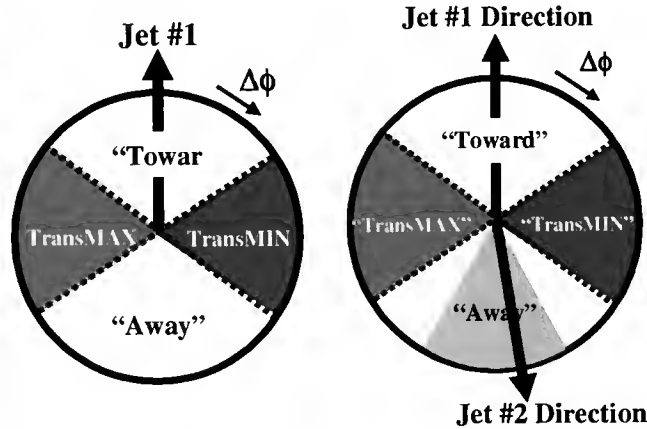 Jet #1
Δϕ
“Towar
TransMAX
TransMIN
“Away”
Jet #1 Direction
Δϕ
“Toward”
“TransMAX”
“TransMIN”
“Away”
Jet #2 Direction